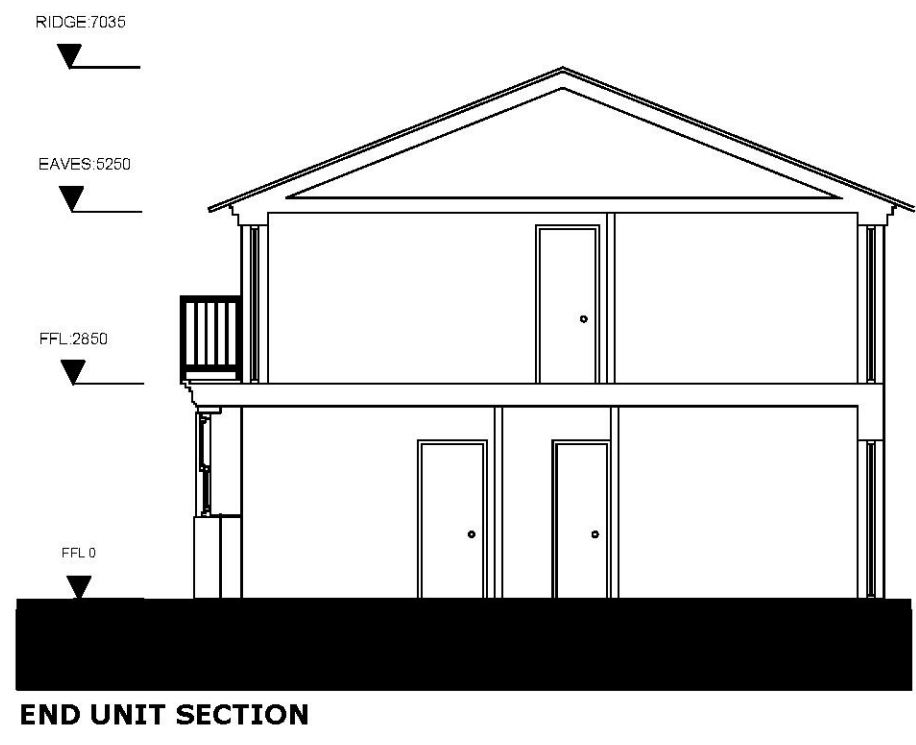 RIDGE:7035
EAVES:5250
FFL:2850
FFL 0
END UNIT SECTION